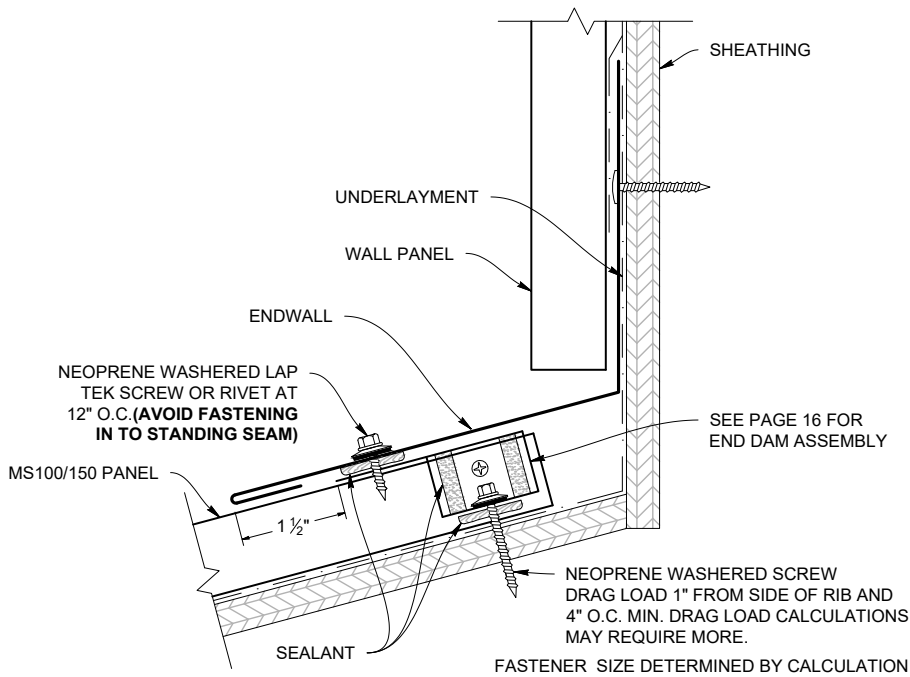 SHEATHING
UNDERLAYMENT
WALL PANEL
ENDWALL
NEOPRENE WASHERED LAP
TEK SCREW OR RIVET AT
12" O.C.(AVOID FASTENING
IN TO STANDING SEAM)
SEE PAGE 16 FOR
END DAM ASSEMBLY
MS100/150 PANEL
1 ½"
NEOPRENE WASHERED SCREW
DRAG LOAD 1" FROM SIDE OF RIB AND
4" O.C. MIN. DRAG LOAD CALCULATIONS
MAY REQUIRE MORE.
SEALANT
FASTENER SIZE DETERMINED BY CALCULATION